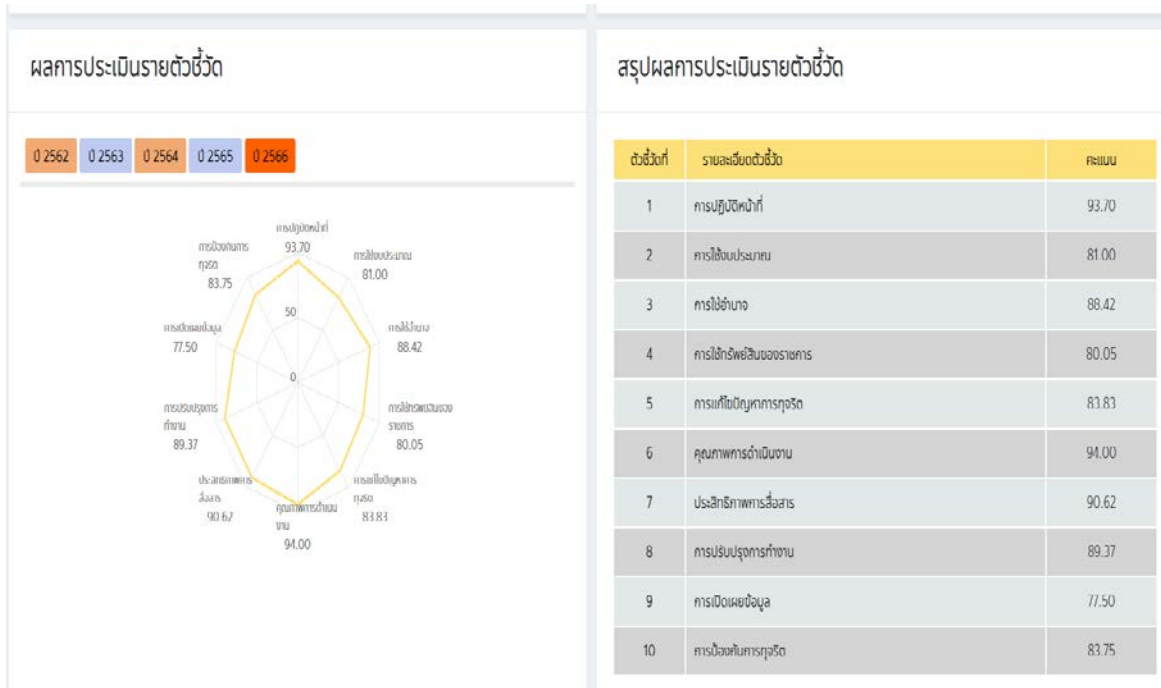 ผลการประเมินรายตัวชี้วัด
ปี 2562 ปี 2563 ปี 2564 ปี 2565 ปี 2566
การปฏิบัติหน้าที่
93.70
การใช้งบประมาณ
81.00
การใช้อำนาจ
88.42
การใช้ทรัพย์สินของ
ราชการ
80.05
การแก้ไขปัญหาการ
ทุจริต
83.83
คุณภาพการดำเนิน
งาน
94.00
ประสิทธิภาพการ
สื่อสาร
90.62
การปรับปรุงการ
ทำงาน
89.37
การเปิดเผยข้อมูล
77.50
การป้องกันการ
ทุจริต
83.75
50
0
สรุปผลการประเมินรายตัวชี้วัด
ตัวชี้วัดที่ รายละเอียดตัวชี้วัด คะแนน
1 การปฏิบัติหน้าที่ 93.70
2 การใช้งบประมาณ 81.00
3 การใช้อำนาจ 88.42
4 การใช้ทรัพย์สินของราชการ 80.05
5 การแก้ไขปัญหาการทุจริต 83.83
6 คุณภาพการดำเนินงาน 94.00
7 ประสิทธิภาพการสื่อสาร 90.62
8 การปรับปรุงการทำงาน 89.37
9 การเปิดเผยข้อมูล 77.50
10 การป้องกันการทุจริต 83.75